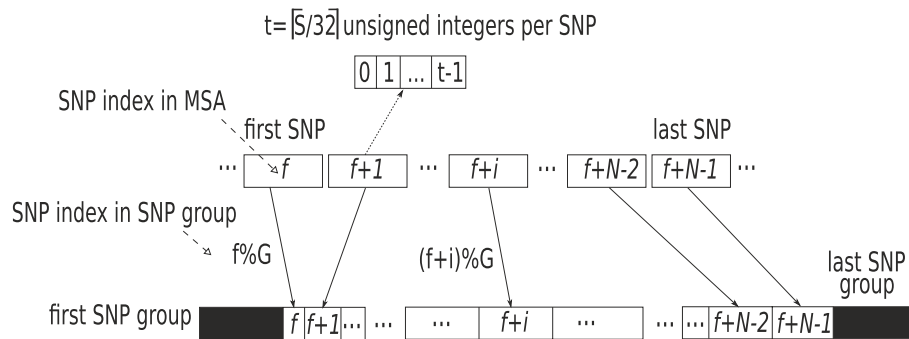 t=⌈S/32⌉ unsigned integers per SNP
0 1 ... t-1
SNP index in MSA
first SNP
last SNP
... f f+1 ... f+i ... f+N-2 f+N-1 ...
SNP index in SNP group
f%G
(f+i)%G
last SNP
group
first SNP group
f f+1 ... ... ... f+i ... ... ... f+N-2 f+N-1